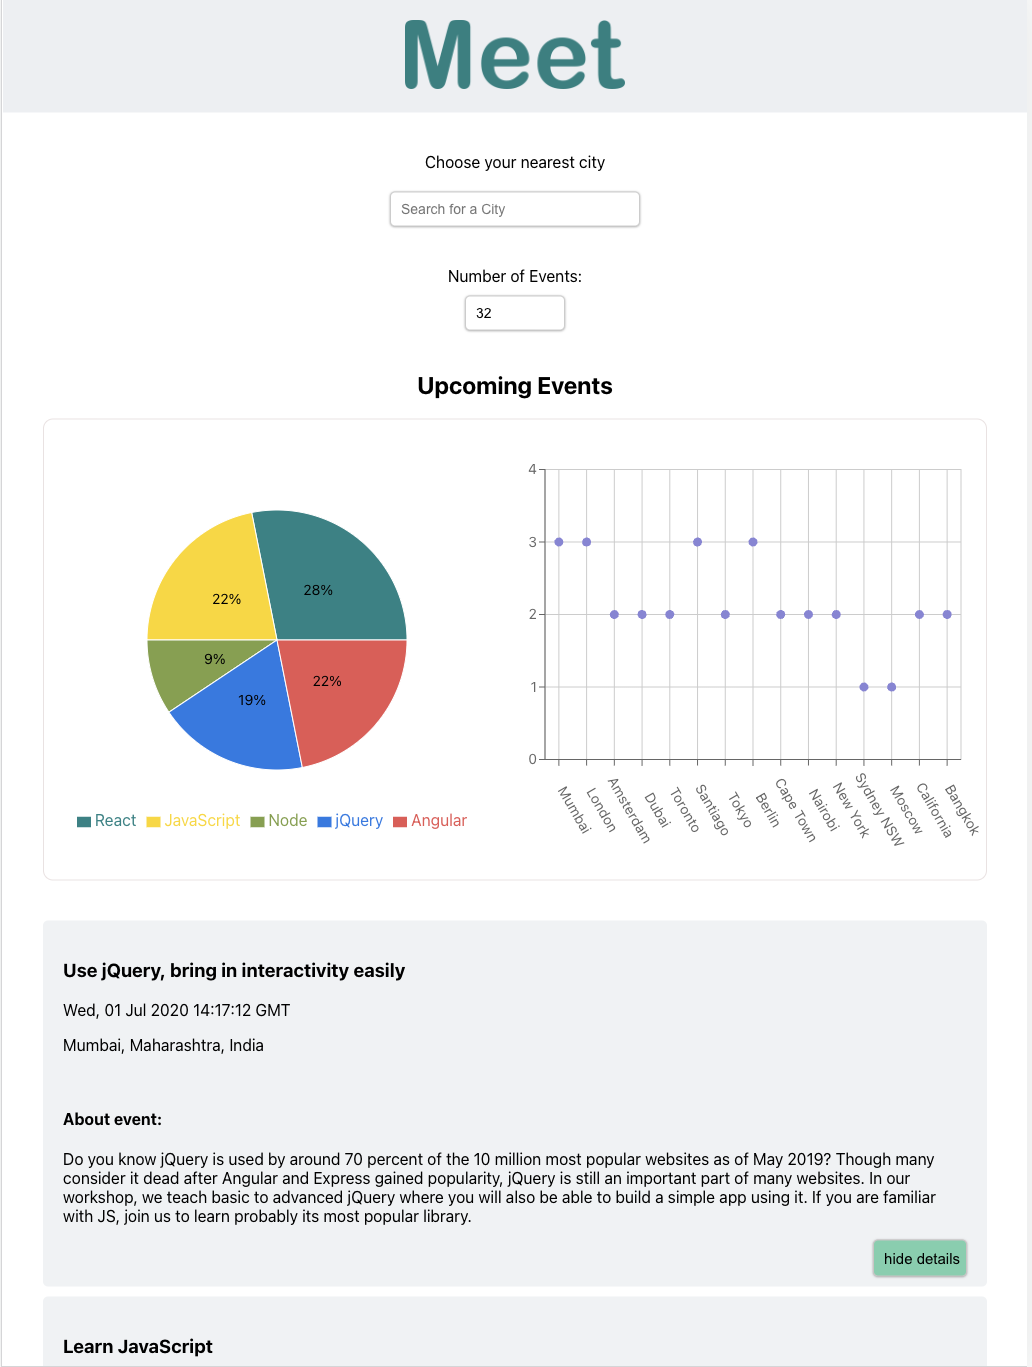 Meet
Choose your nearest city
Search for a City
Number of Events:
32
Upcoming Events
28%
22%
9%
19%
22%
React JavaScript Node jQuery Angular
4
3
2
1
0
Mumbai
London
Amsterdam
Dubai
Toronto
Santiago
Tokyo
Berlin
Cape Town
Nairobi
New York
Sydney NSW
Moscow
California
Bangkok
Use jQuery, bring in interactivity easily
Wed, 01 Jul 2020 14:17:12 GMT
Mumbai, Maharashtra, India
About event:
Do you know jQuery is used by around 70 percent of the 10 million most popular websites as of May 2019? Though many
consider it dead after Angular and Express gained popularity, jQuery is still an important part of many websites. In our
workshop, we teach basic to advanced jQuery where you will also be able to build a simple app using it. If you are familiar
with JS, join us to learn probably its most popular library.
hide details
Learn JavaScript